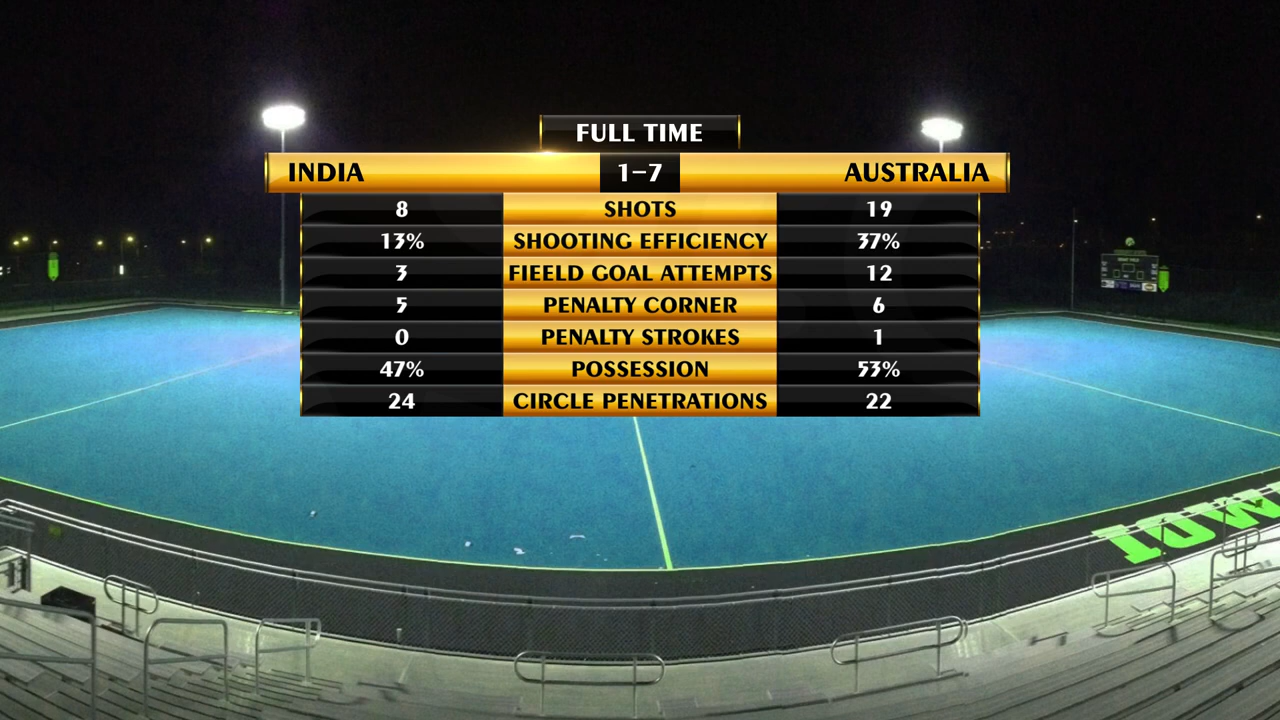 FULL TIME
INDIA 1–7 AUSTRALIA
8 SHOTS 19
13% SHOOTING EFFICIENCY 37%
3 FIEELD GOAL ATTEMPTS 12
5 PENALTY CORNER 6
0 PENALTY STROKES 1
47% POSSESSION 53%
24 CIRCLE PENETRATIONS 22